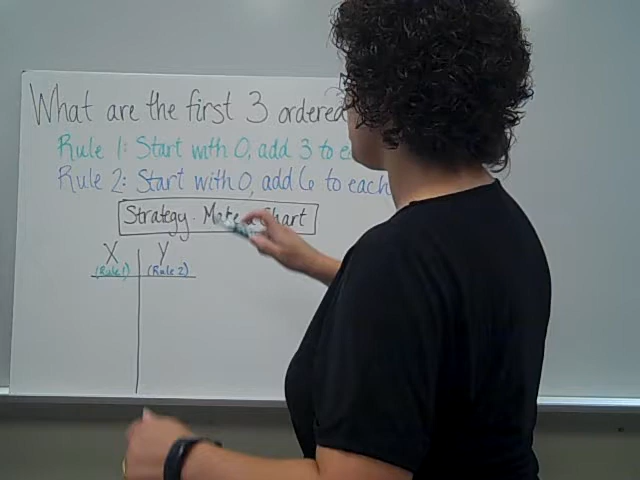 What are the first 3 ordered
Rule 1: Start with 0, add 3 to
Rule 2: Start with 0, add 6 to each
Strategy: Make a Chart
X Y
(Rule 1) (Rule 2)